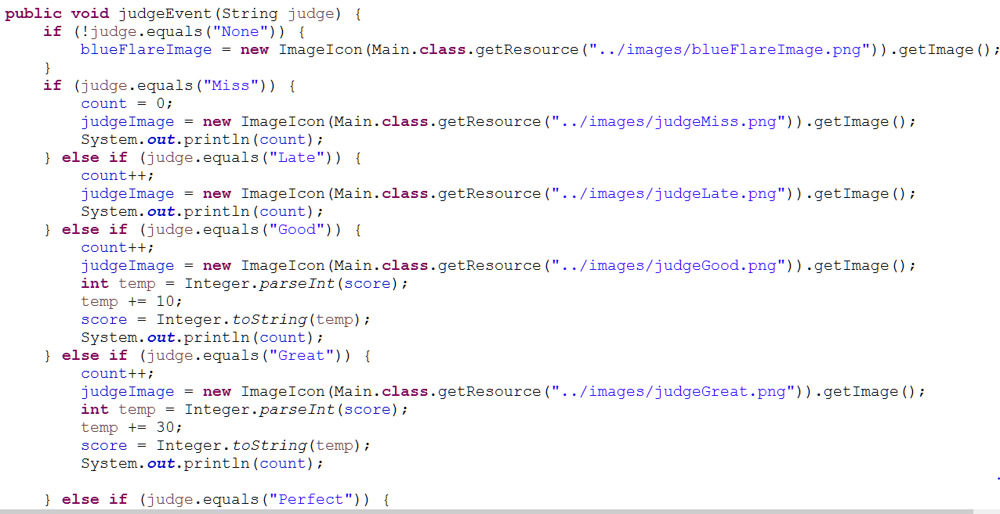 public void judgeEvent(String judge) {
    if (!judge.equals("None")) {
        blueFlareImage = new ImageIcon(Main.class.getResource("../images/blueFlareImage.png")).getImage();
    }
    if (judge.equals("Miss")) {
        count = 0;
        judgeImage = new ImageIcon(Main.class.getResource("../images/judgeMiss.png")).getImage();
        System.out.println(count);
    } else if (judge.equals("Late")) {
        count++;
        judgeImage = new ImageIcon(Main.class.getResource("../images/judgeLate.png")).getImage();
        System.out.println(count);
    } else if (judge.equals("Good")) {
        count++;
        judgeImage = new ImageIcon(Main.class.getResource("../images/judgeGood.png")).getImage();
        int temp = Integer.parseInt(score);
        temp += 10;
        score = Integer.toString(temp);
        System.out.println(count);
    } else if (judge.equals("Great")) {
        count++;
        judgeImage = new ImageIcon(Main.class.getResource("../images/judgeGreat.png")).getImage();
        int temp = Integer.parseInt(score);
        temp += 30;
        score = Integer.toString(temp);
        System.out.println(count);
    } else if (judge.equals("Perfect")) {